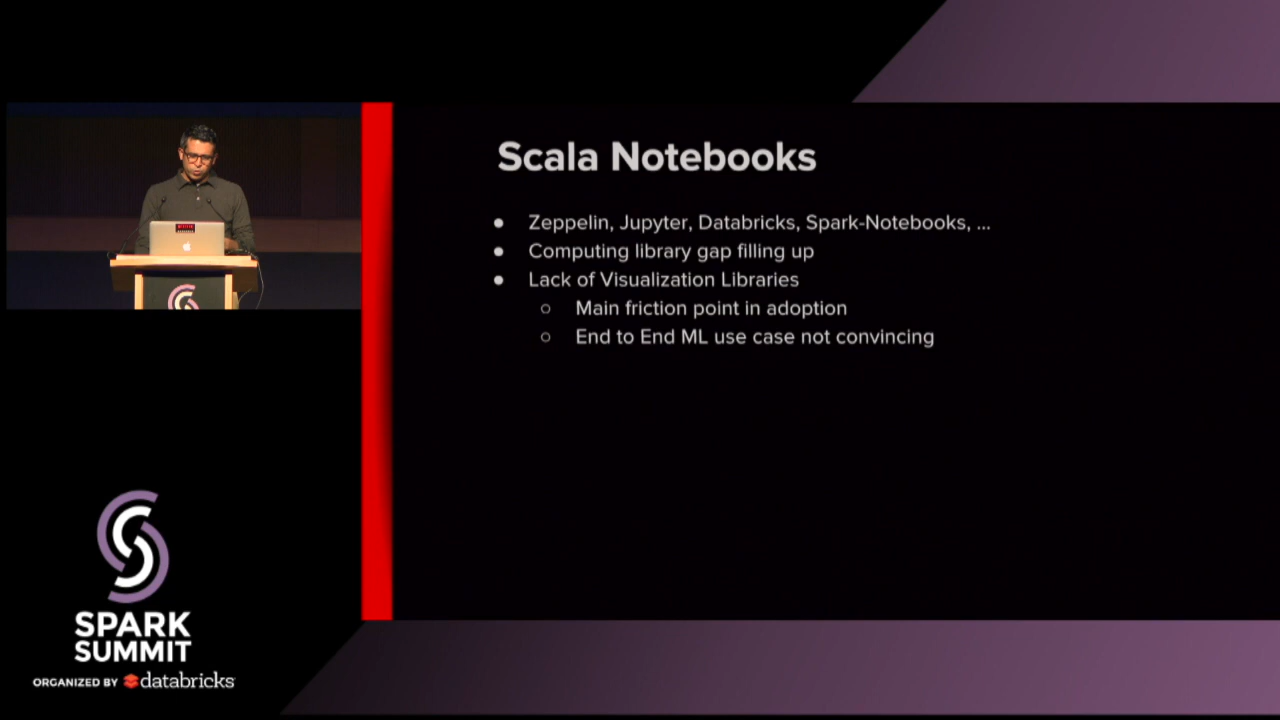 Scala Notebooks
● Zeppelin, Jupyter, Databricks, Spark-Notebooks, ...
● Computing library gap filling up
● Lack of Visualization Libraries
○ Main friction point in adoption
○ End to End ML use case not convincing
SPARK
SUMMIT
ORGANIZED BY databricks